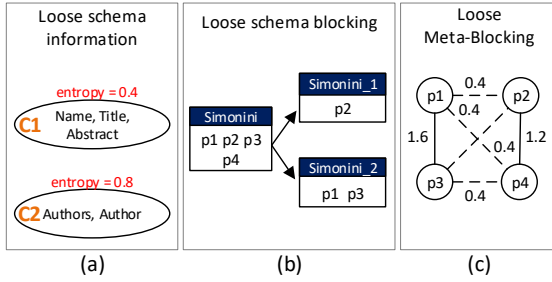 Loose schema
information
entropy = 0.4
C1
Name, Title,
Abstract
entropy = 0.8
C2
Authors, Author
(a)
Loose schema blocking
Simonini
p1 p2 p3
p4
Simonini_1
p2
Simonini_2
p1 p3
(b)
Loose
Meta-Blocking
p1
0.4
p2
0.4
1.6
0.4
1.2
p3
0.4
p4
(c)